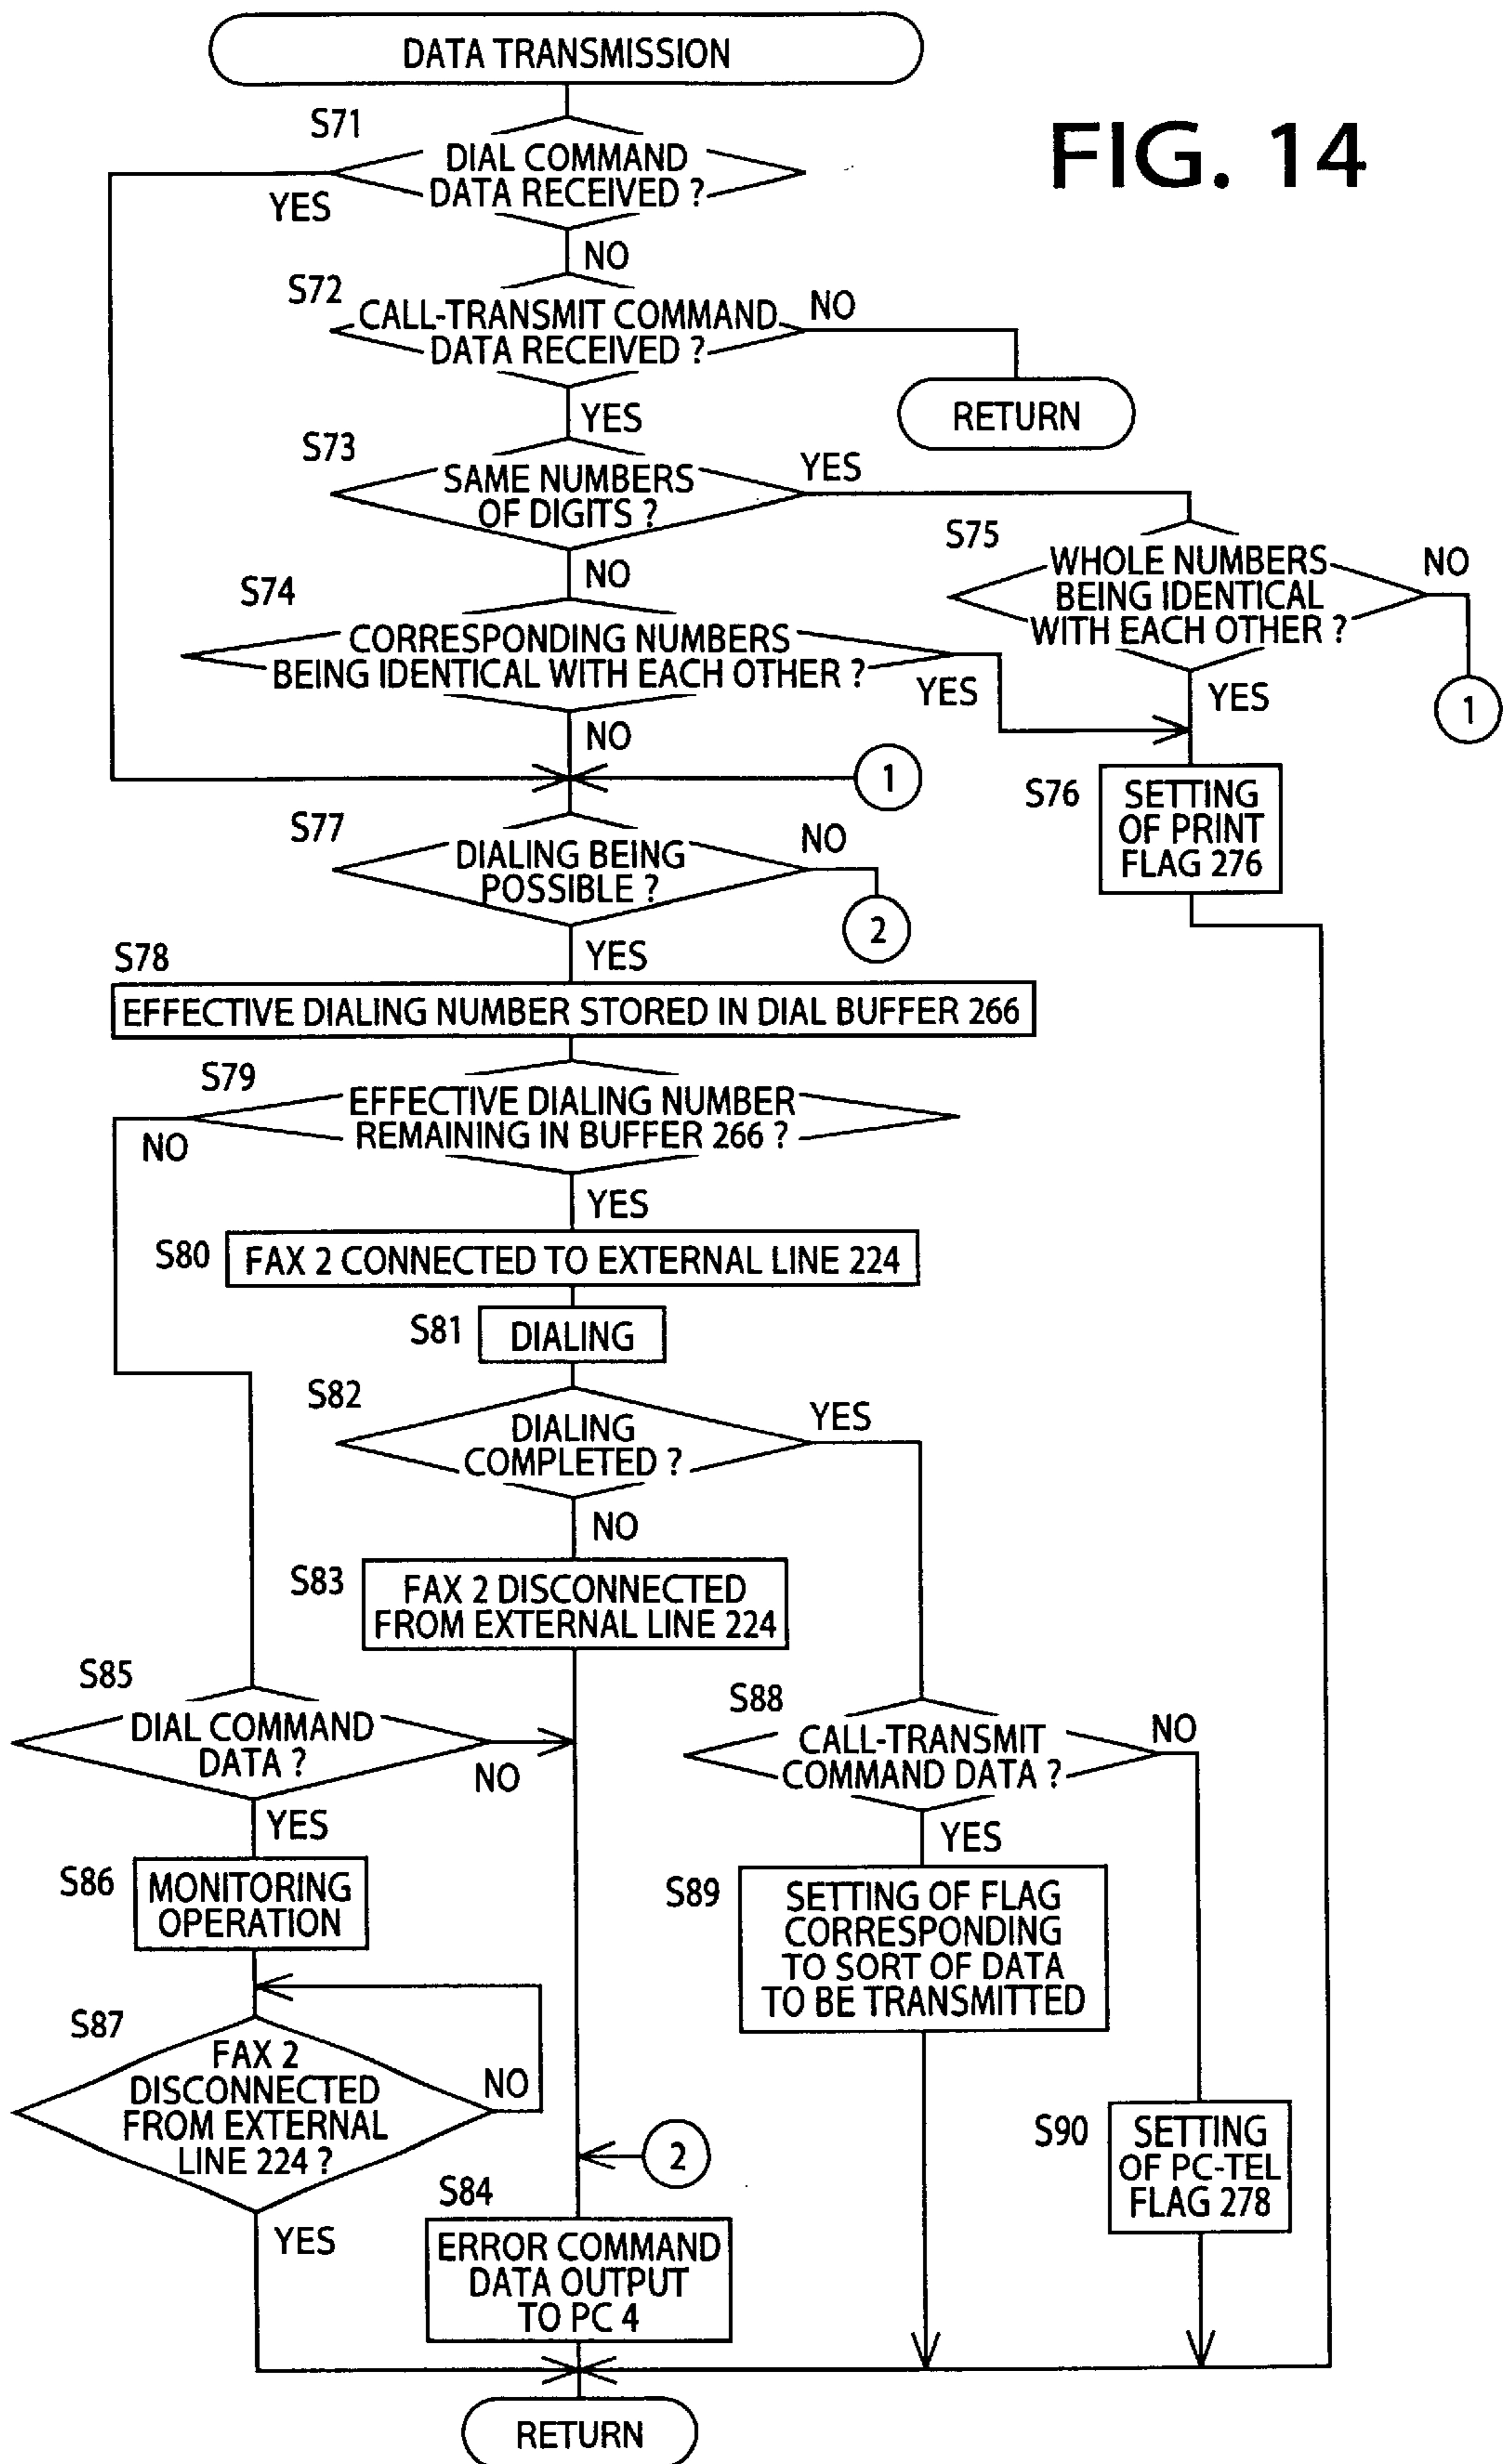 DATA TRANSMISSION
FIG. 14
S71
DIAL COMMAND
DATA RECEIVED ?
YES
NO
S72
CALL-TRANSMIT COMMAND
DATA RECEIVED ?
NO
RETURN
YES
S73
SAME NUMBERS
OF DIGITS ?
YES
NO
S75
WHOLE NUMBERS
BEING IDENTICAL
WITH EACH OTHER ?
NO
1
YES
S74
CORRESPONDING NUMBERS
BEING IDENTICAL WITH EACH OTHER ?
YES
NO
1
S76
SETTING
OF PRINT
FLAG 276
S77
DIALING BEING
POSSIBLE ?
NO
2
YES
S78
EFFECTIVE DIALING NUMBER STORED IN DIAL BUFFER 266
S79
EFFECTIVE DIALING NUMBER
REMAINING IN BUFFER 266 ?
NO
YES
S80
FAX 2 CONNECTED TO EXTERNAL LINE 224
S81
DIALING
S82
DIALING
COMPLETED ?
YES
NO
S83
FAX 2 DISCONNECTED
FROM EXTERNAL LINE 224
S85
DIAL COMMAND
DATA ?
NO
YES
S88
CALL-TRANSMIT
COMMAND DATA ?
NO
YES
S86
MONITORING
OPERATION
S89
SETTING OF FLAG
CORRESPONDING
TO SORT OF DATA
TO BE TRANSMITTED
S87
FAX 2
DISCONNECTED
FROM EXTERNAL
LINE 224 ?
NO
YES
S90
SETTING
OF PC-TEL
FLAG 278
2
S84
ERROR COMMAND
DATA OUTPUT
TO PC 4
RETURN